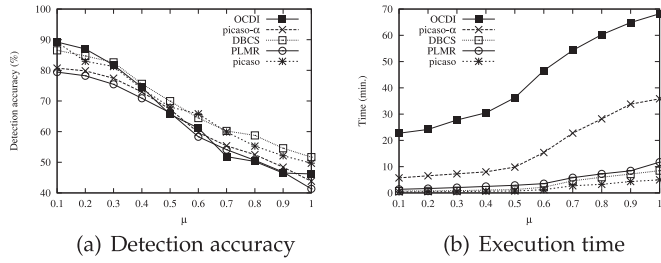 Detection accuracy (%)
100
90
80
70
60
50
40
OCDI
picaso-α
DBCS
PLMR
picaso
0.1 0.2 0.3 0.4 0.5 0.6 0.7 0.8 0.9 1
μ
(a) Detection accuracy
Time (min.)
70
60
50
40
30
20
10
0
OCDI
picaso-α
DBCS
PLMR
picaso
0.1 0.2 0.3 0.4 0.5 0.6 0.7 0.8 0.9 1
μ
(b) Execution time